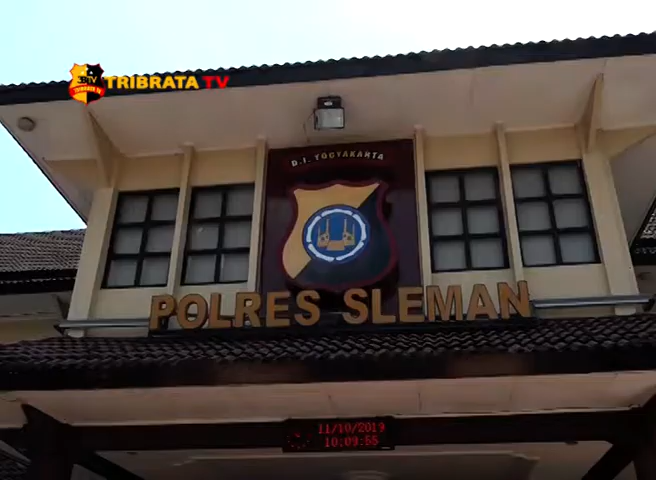 TRIBRATA TV
D.I. YOGYAKARTA
POLRES SLEMAN
11/10/2019
10:09:55